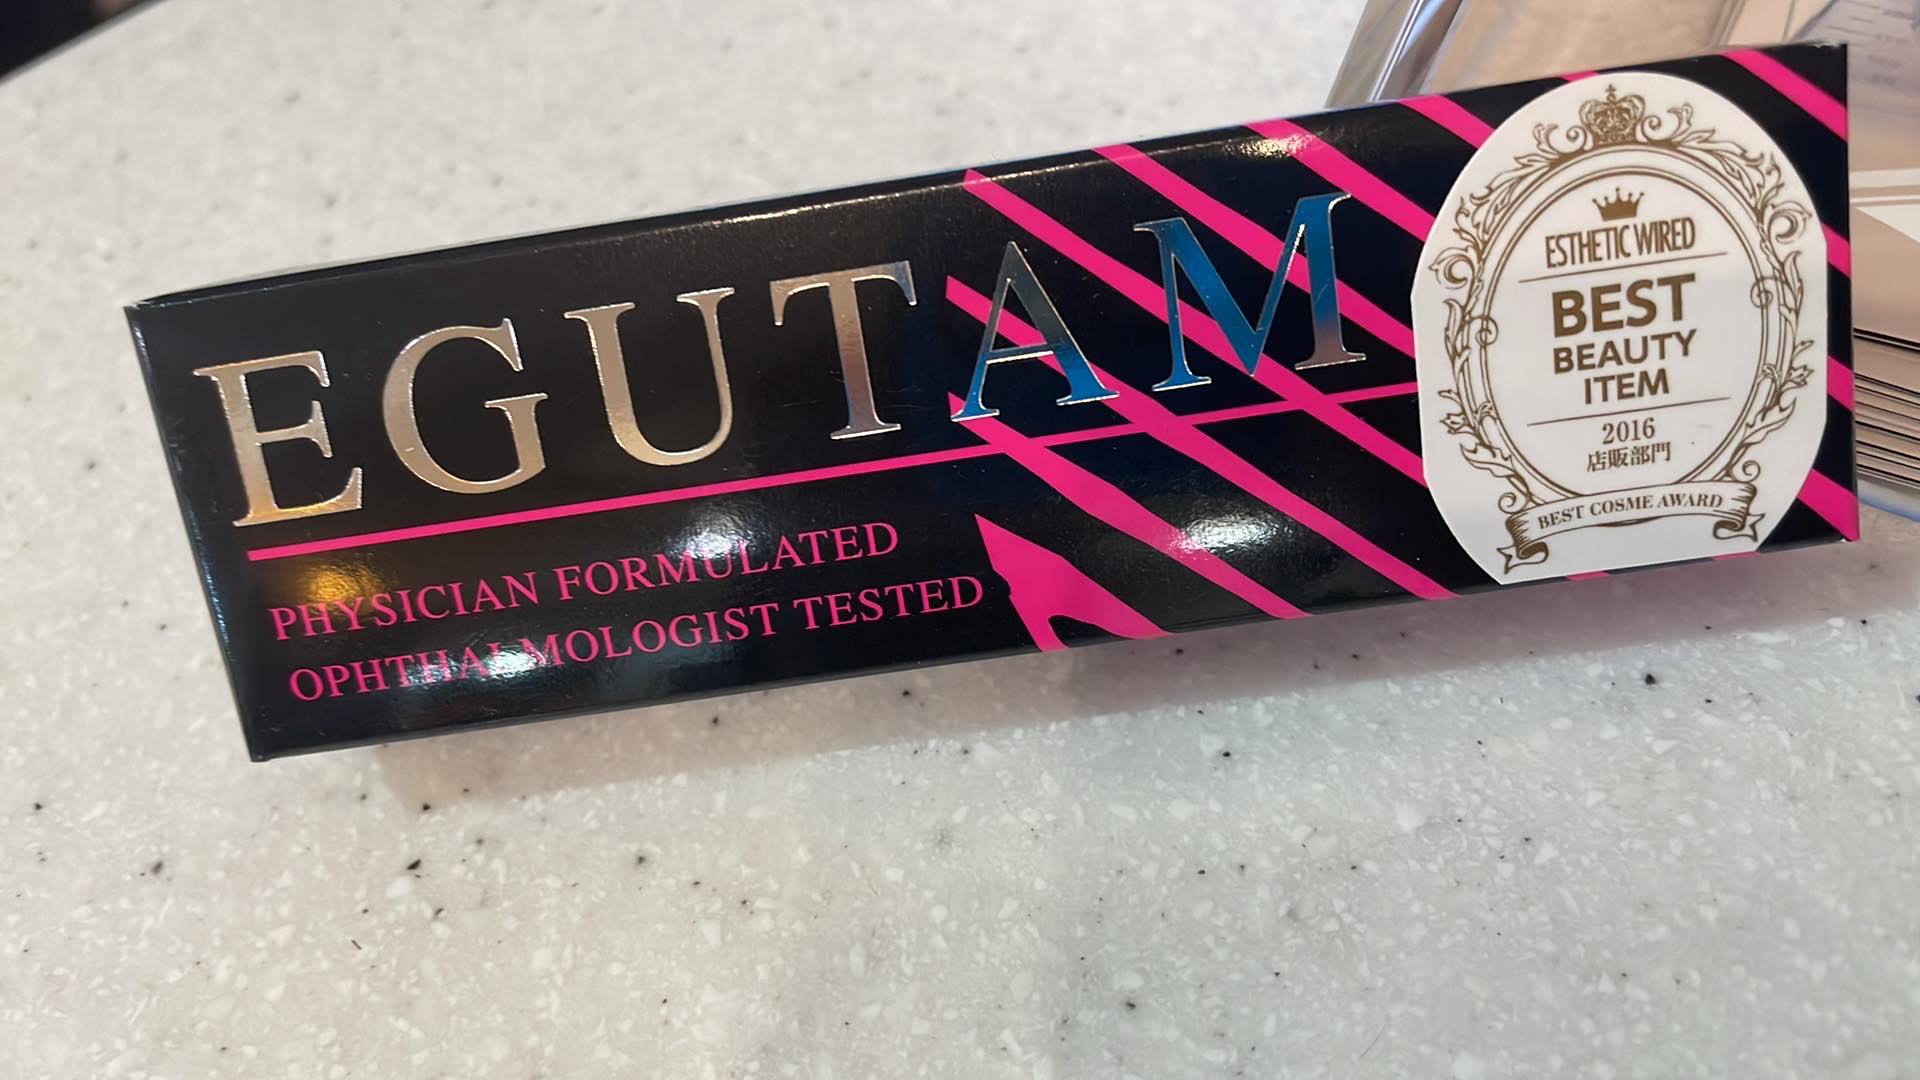 EGUTAM
PHYSICIAN FORMULATED
OPHTHALMOLOGIST TESTED
ESTHETIC WIRED
BEST
BEAUTY
ITEM
2016
店販部門
BEST COSME AWARD